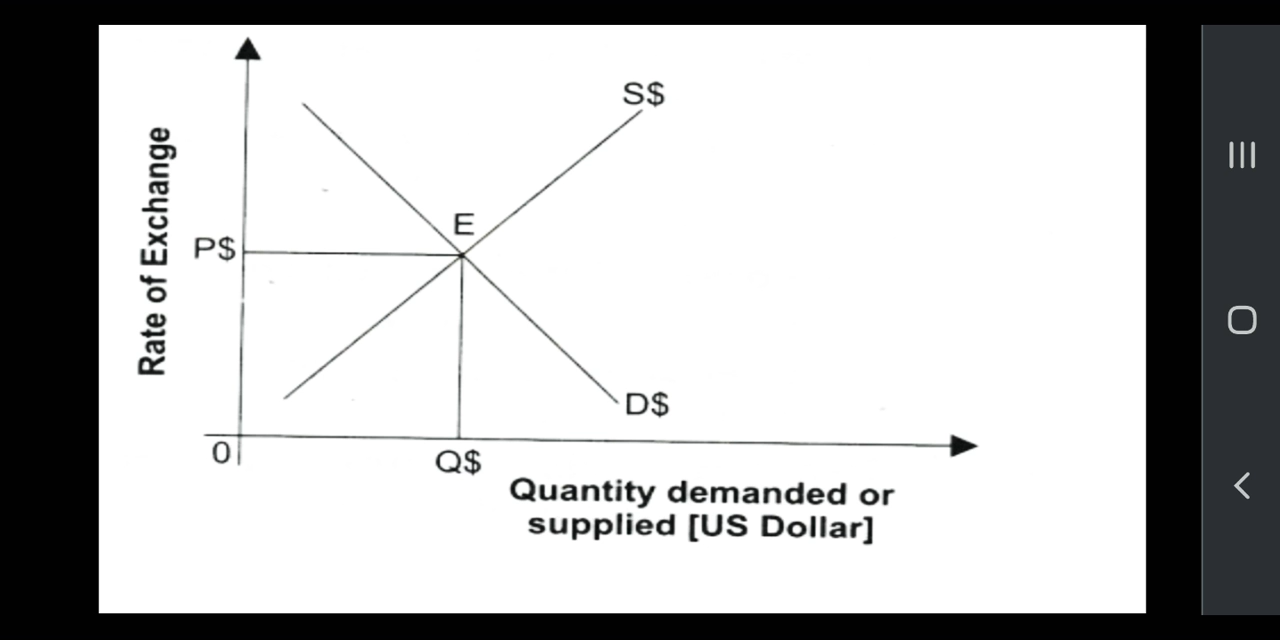 S$
Rate of Exchange
E
P$
D$
0
Q$
Quantity demanded or
supplied [US Dollar]